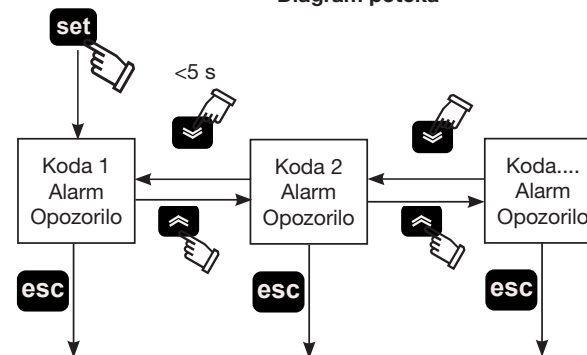 Diagram poteka
set
<5 s
Koda 1
Alarm
Opozorilo
Koda 2
Alarm
Opozorilo
Koda....
Alarm
Opozorilo
esc
esc
esc